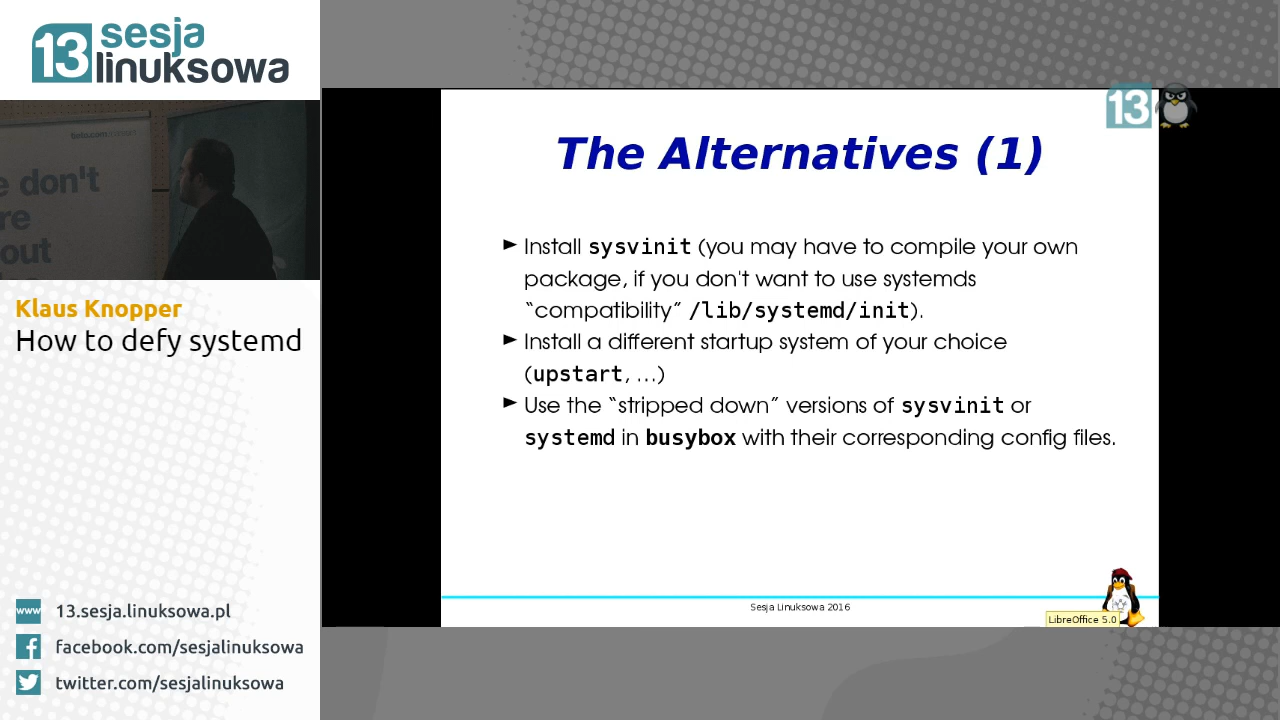 13 sesja
linuksowa
e don't
re
out
Klaus Knopper
How to defy systemd
www 13.sesja.linuksowa.pl
facebook.com/sesjalinuksowa
twitter.com/sesjalinuksowa
13
The Alternatives (1)
► Install sysvinit (you may have to compile your own
package, if you don't want to use systemds
“compatibility” /lib/systemd/init).
► Install a different startup system of your choice
(upstart, ...)
► Use the “stripped down” versions of sysvinit or
systemd in busybox with their corresponding config files.
Sesja Linuksowa 2016
LibreOffice 5.0